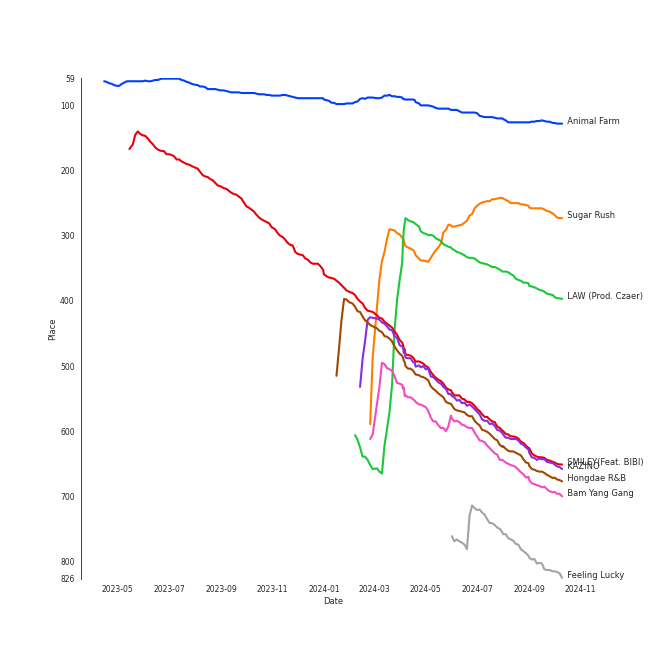 59
100
200
300
400
500
600
700
800
826
Place
2023-05
2023-07
2023-09
2023-11
2024-01
2024-03
2024-05
2024-07
2024-09
2024-11
Date
Animal Farm
Sugar Rush
LAW (Prod. Czaer)
SMILEY(Feat. BIBI)
KAZINO
Hongdae R&B
Bam Yang Gang
Feeling Lucky